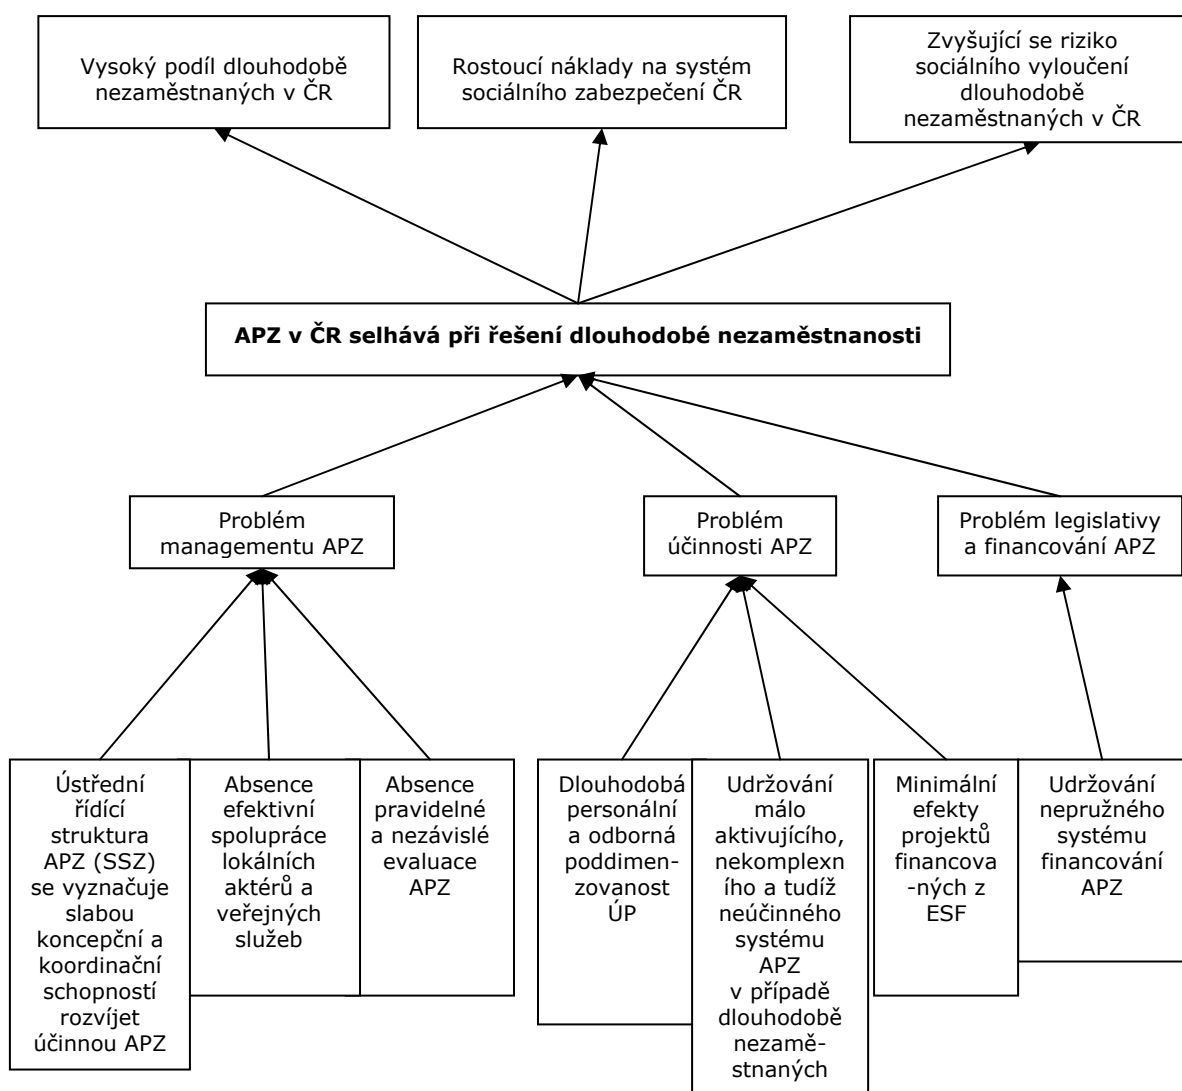 Vysoký podíl dlouhodobě
nezaměstnaných v ČR
Rostoucí náklady na systém
sociálního zabezpečení ČR
Zvyšující se riziko
sociálního vyloučení
dlouhodobě
nezaměstnaných v ČR
APZ v ČR selhává při řešení dlouhodobé nezaměstnanosti
Problém
managementu APZ
Problém
účinnosti APZ
Problém legislativy
a financování APZ
Ústřední
řídící
struktura
APZ (SSZ)
se vyznačuje
slabou
koncepční a
koordinační
schopností
rozvíjet
účinnou APZ
Absence
efektivní
spolupráce
lokálních
aktérů a
veřejných
služeb
Absence
pravidelné
a nezávislé
evaluace
APZ
Dlouhodobá
personální
a odborná
poddimen-
zovanost
ÚP
Udržování
málo
aktivujícího,
nekomplexn
ího a tudíž
neúčinného
systému
APZ
v případě
dlouhodobě
nezamě-
stnaných
Minimální
efekty
projektů
financova
-ných z
ESF
Udržování
nepružného
systému
financování
APZ